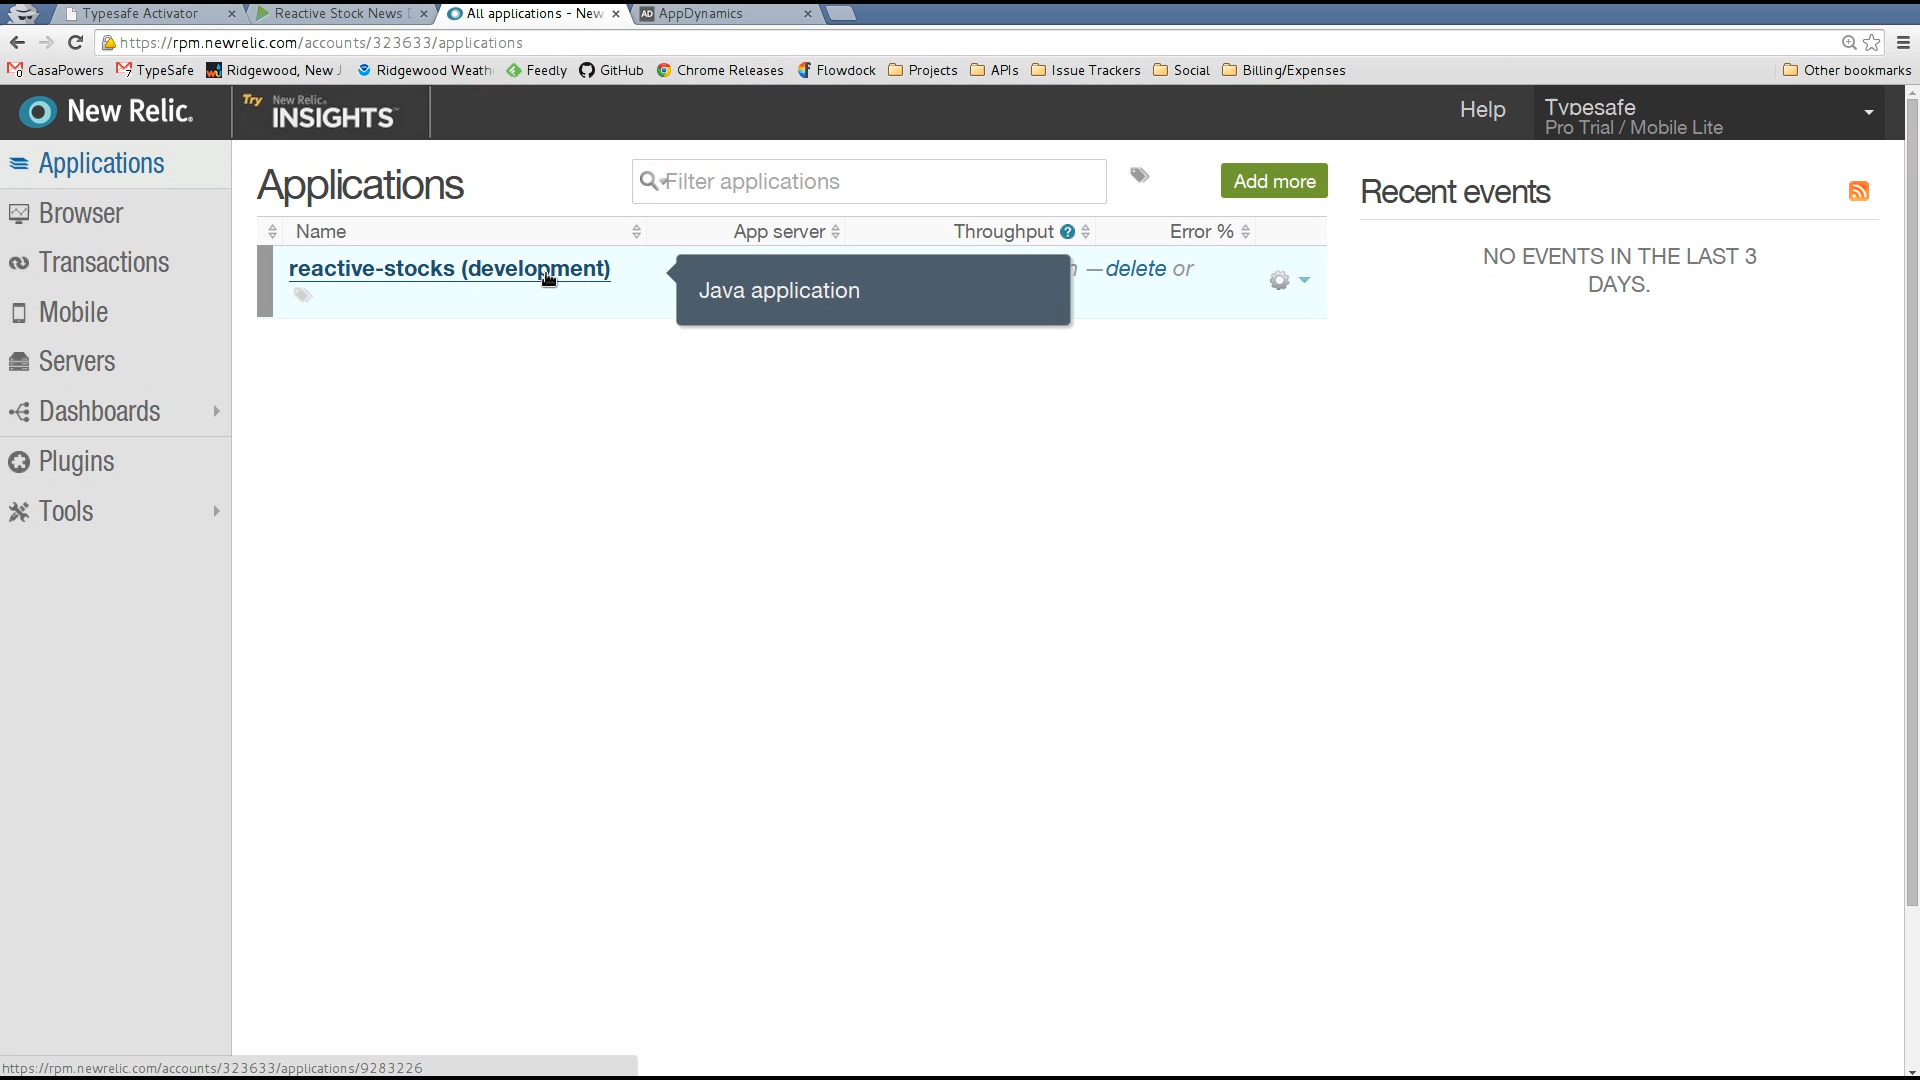 Typesafe Activator
Reactive Stock News
All applications - New
AppDynamics
https://rpm.newrelic.com/accounts/323633/applications
CasaPowers
TypeSafe
Ridgewood, New J
Ridgewood Weath
Feedly
GitHub
Chrome Releases
Flowdock
Projects
APIs
Issue Trackers
Social
Billing/Expenses
Other bookmarks
New Relic.
Try New Relic.
INSIGHTS
Help
Typesafe
Pro Trial / Mobile Lite
Applications
Browser
Transactions
Mobile
Servers
Dashboards
Plugins
Tools
Applications
Filter applications
Add more
Name
App server
Throughput ?
Error %
reactive-stocks (development)
Java application
—delete or
Recent events
NO EVENTS IN THE LAST 3
DAYS.
https://rpm.newrelic.com/accounts/323633/applications/9283226